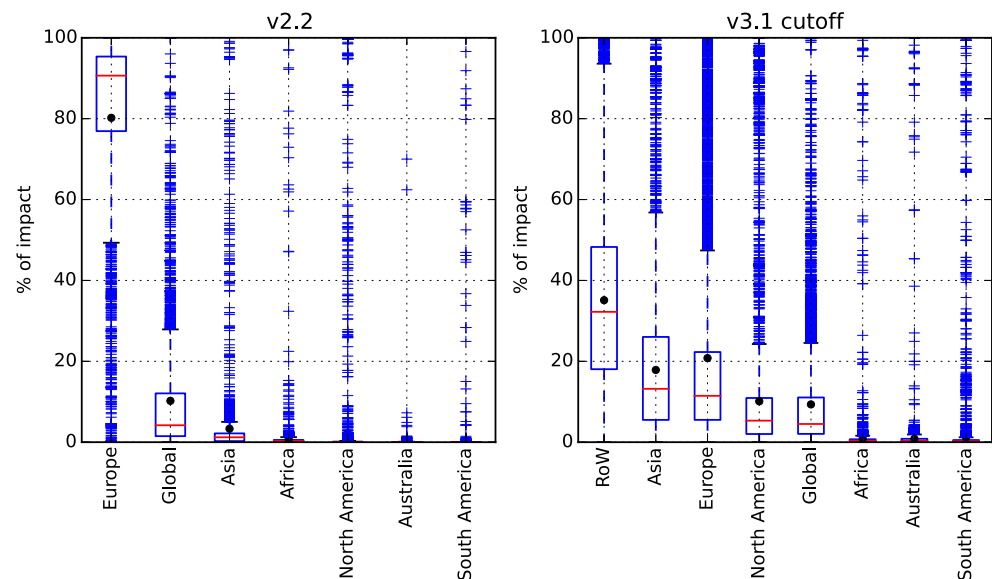 v2.2
% of impact
100
80
60
40
20
0
Europe
Global
Asia
Africa
North America
Australia
South America
v3.1 cutoff
% of impact
100
80
60
40
20
0
RoW
Asia
Europe
North America
Global
Africa
Australia
South America